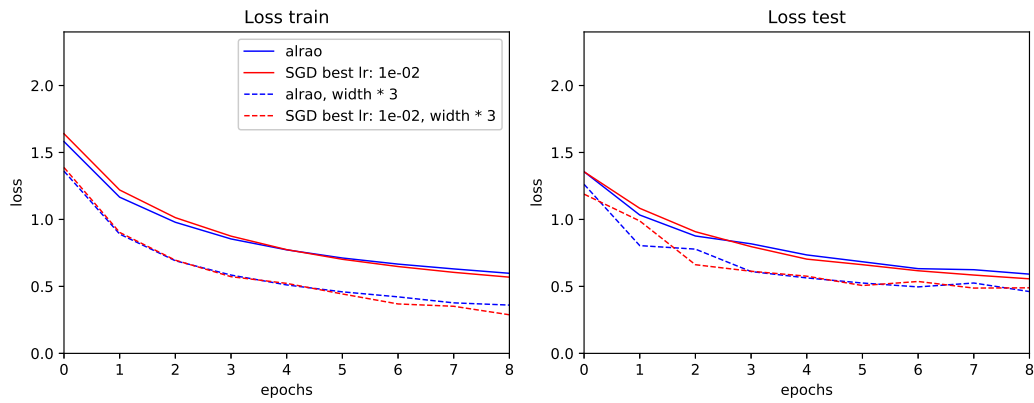 Loss train
2.0
1.5
1.0
0.5
0.0
loss
alrao
SGD best lr: 1e-02
alrao, width * 3
SGD best lr: 1e-02, width * 3
0 1 2 3 4 5 6 7 8
epochs
Loss test
2.0
1.5
1.0
0.5
0.0
loss
0 1 2 3 4 5 6 7 8
epochs